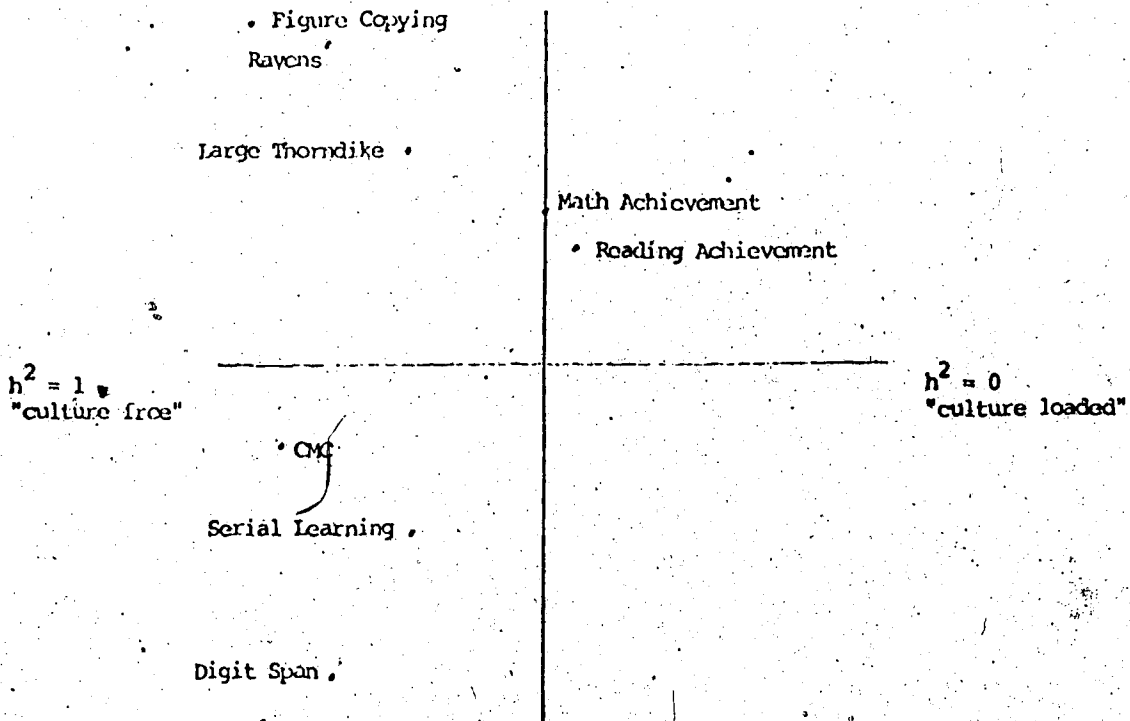 Figure Copying
Ravens
Large Thorndike
Math Achievement
Reading Achievement
h² = 1
"culture free"
h² = 0
"culture loaded"
CMC
Serial Learning
Digit Span